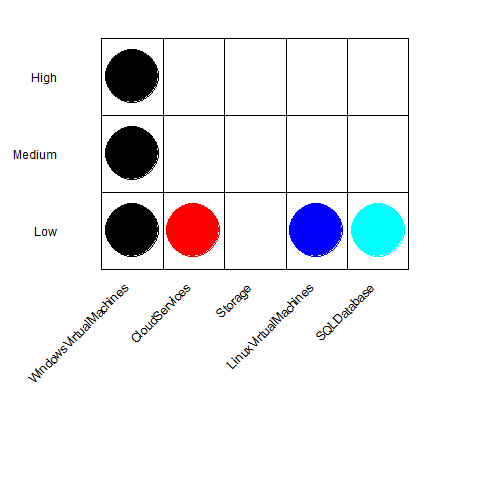 High
Medium
Low
WindowsVirtualMachines
CloudServices
Storage
LinuxVirtualMachines
SQLDatabase